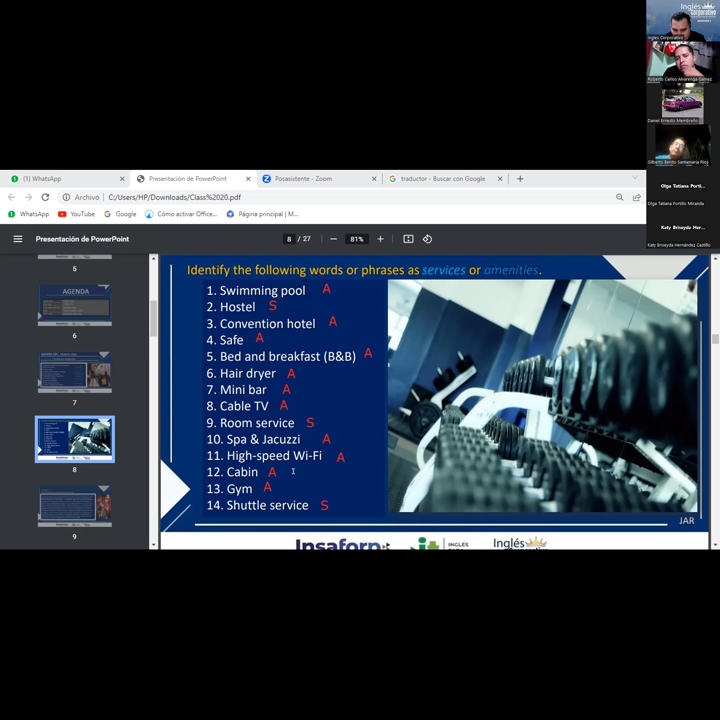 Inglés
corporativo
Ingles Corporativo
Roberto Carlos Alvarenga Gamez
Daniel Ernesto Membreño
Gilberto Benito Santamaria Rios
Olga Tatiana Porti...
Olga Tatiana Portillo Miranda
Katy Briseyda Her...
Katy Briseyda Hernández Castillo
(1) WhatsApp
Presentación de PowerPoint
Posasistente - Zoom
traductor - Buscar con Google
Archivo
C:/Users/HP/Downloads/Class%2020.pdf
WhatsApp
YouTube
Google
Cómo activar Office...
Página principal | M...
Presentación de PowerPoint
8 / 27
81%
5
AGENDA
6
7
8
9
Identify the following words or phrases as services or amenities.
1. Swimming pool A
2. Hostel S
3. Convention hotel A
4. Safe A
5. Bed and breakfast (B&B) A
6. Hair dryer A
7. Mini bar A
8. Cable TV A
9. Room service S
10. Spa & Jacuzzi A
11. High-speed Wi-Fi A
12. Cabin A
13. Gym A
14. Shuttle service S
JAR
Insaforp
INGLÉS
Inglés